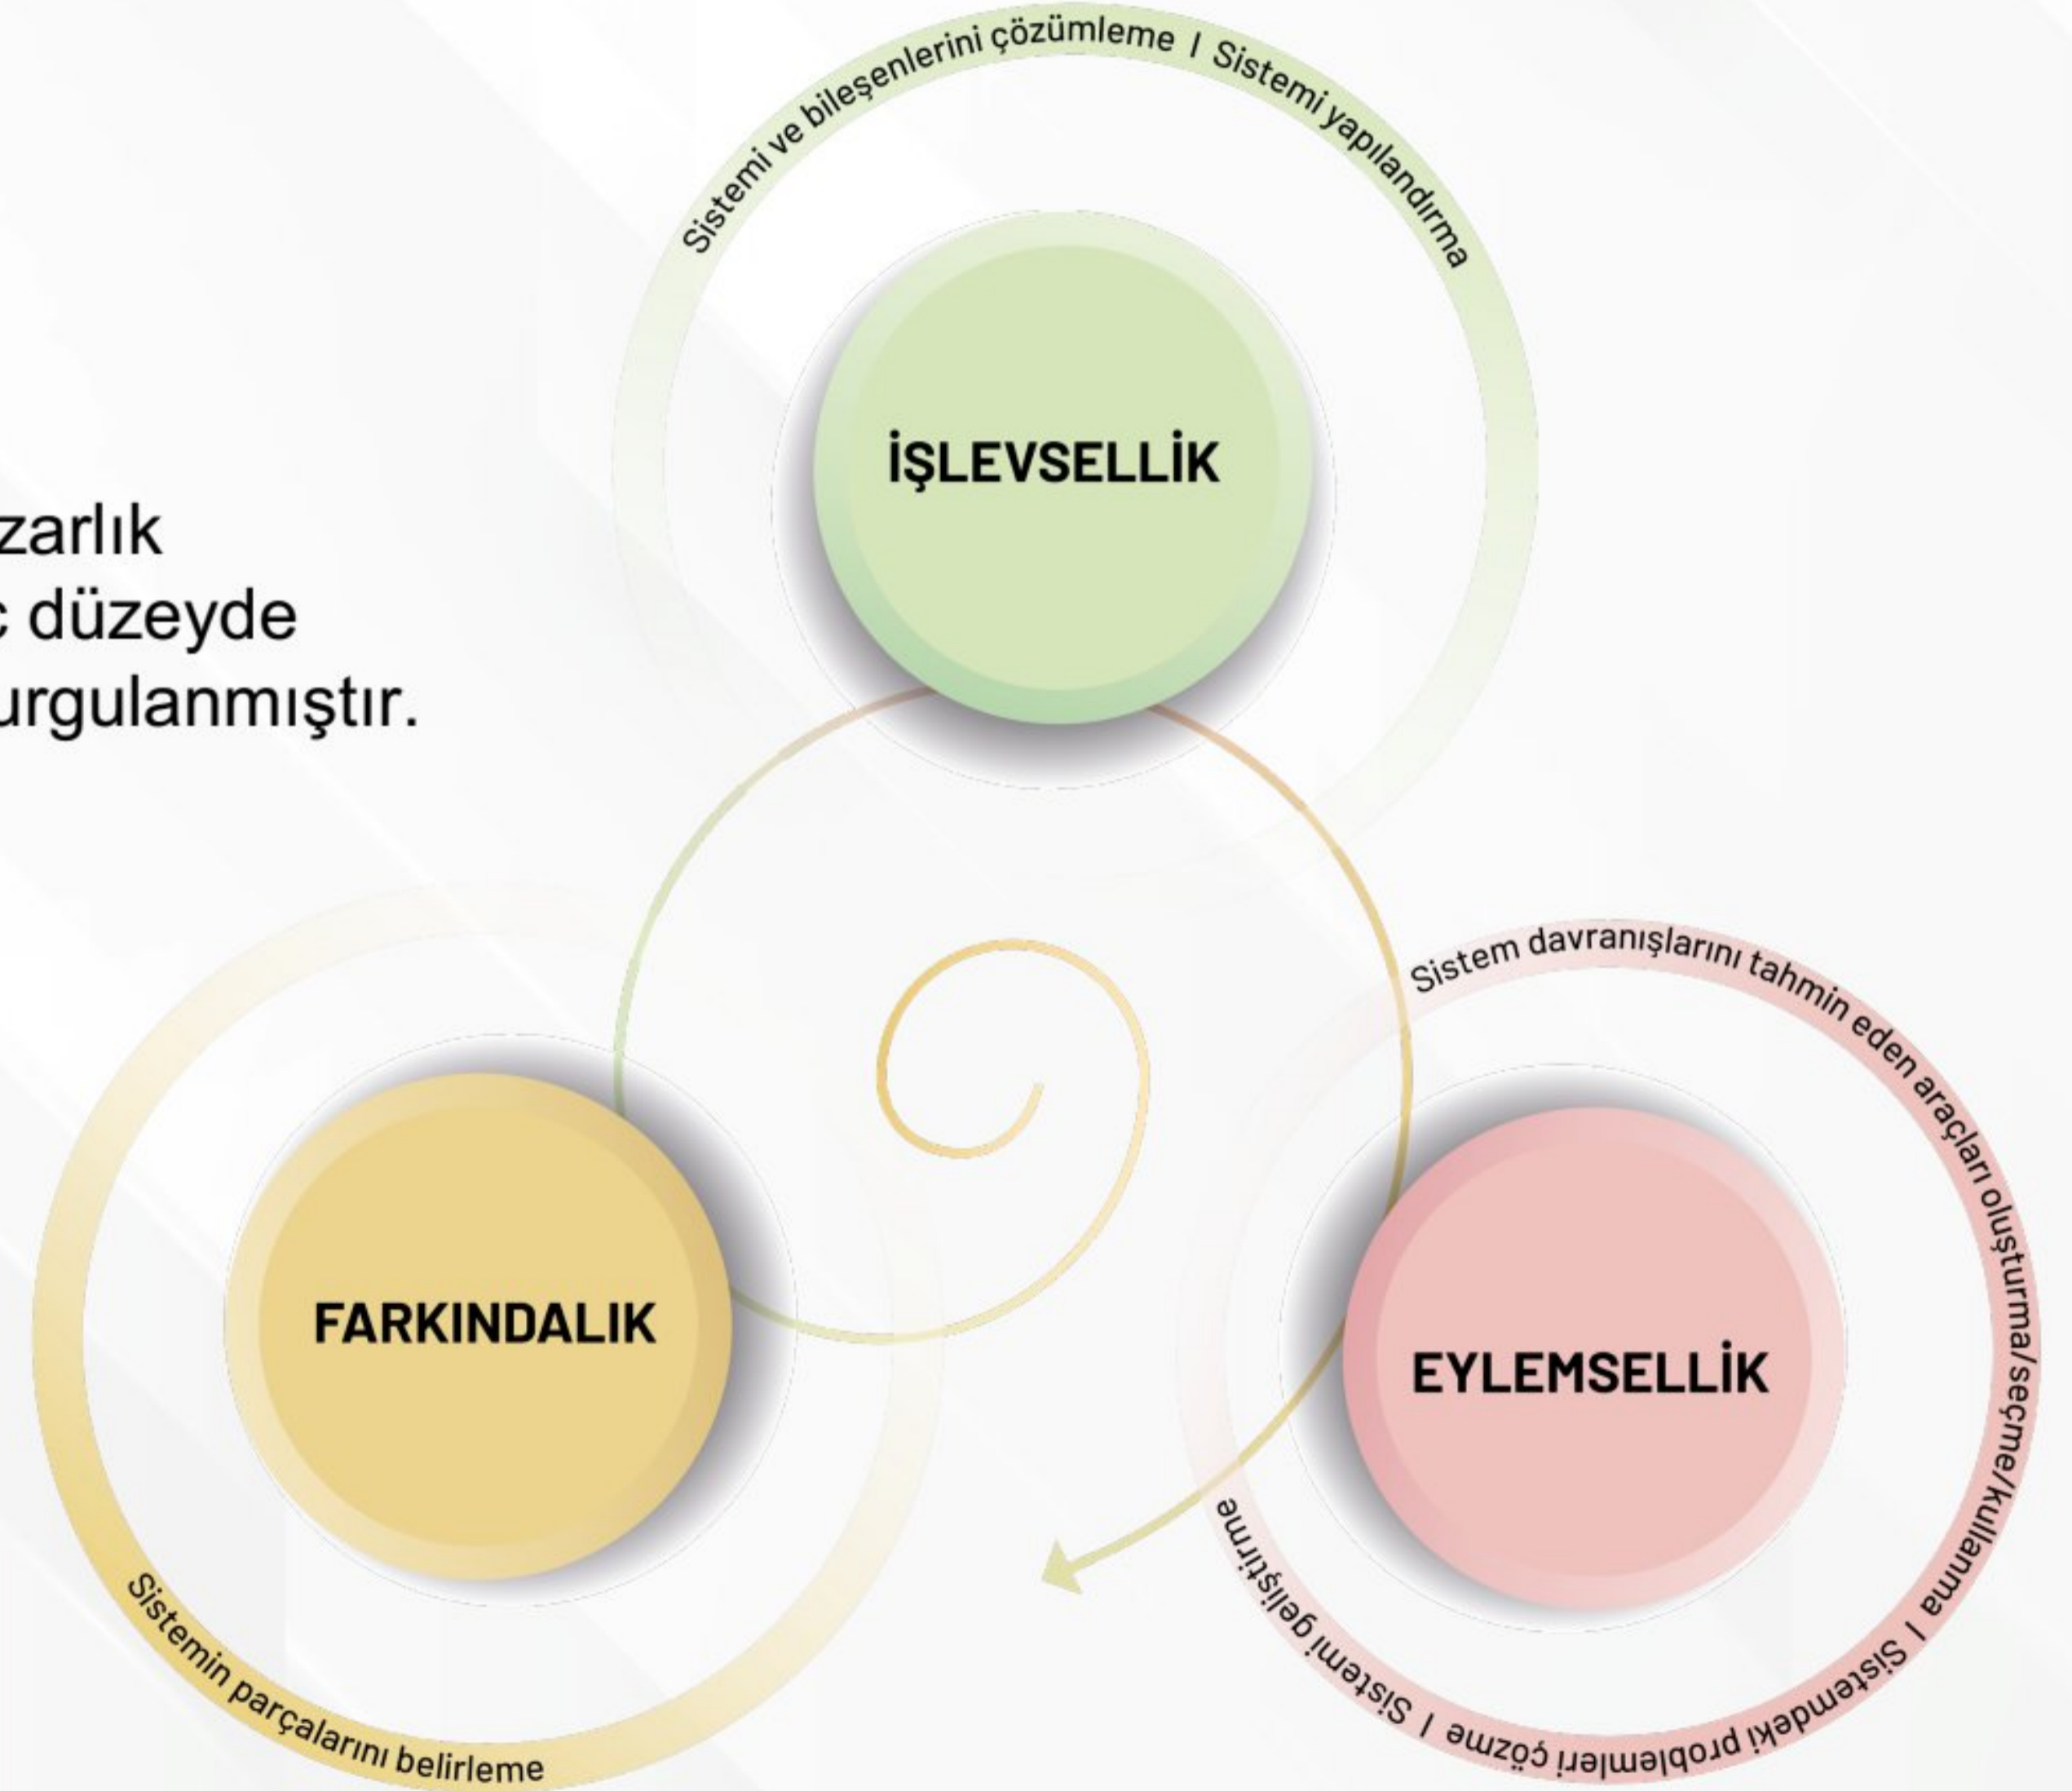 Sistemi ve bileşenlerini çözümleme I Sistemi yapılandırma
İŞLEVSELLİK
zarlık
düzeyde
urgulanmıştır.
Sistem davranışlarını tahmin eden araçları oluşturma/seçme/kullanma I Sistemdeki problemleri çözme I Sistemi geliştirme
FARKINDALIK
EYLEMSELLİK
Sistemin parçalarını belirleme